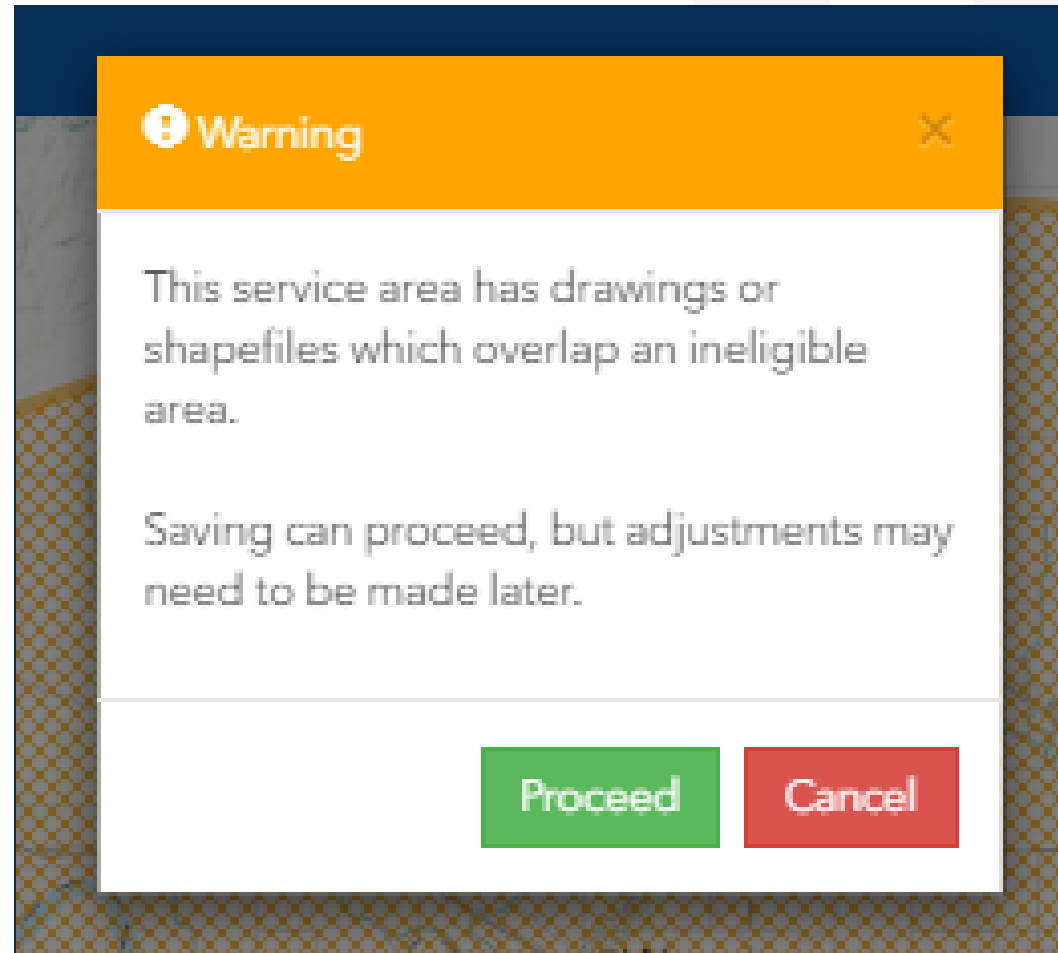 Warning
This service area has drawings or
shapefiles which overlap an ineligible
area.
Saving can proceed, but adjustments may
need to be made later.
Proceed
Cancel